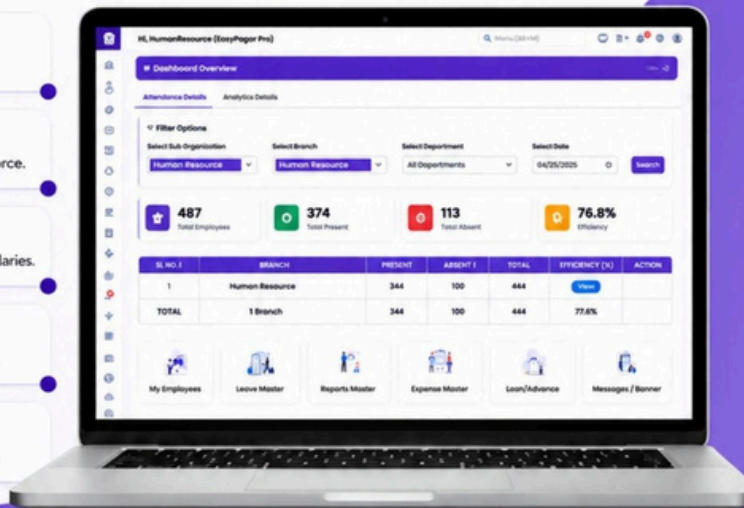 rce.
laries.
Hi, HumanResource (EasyPagar Pro)
Menu (Alt+M)
Dashboard Overview
Attendance Details Analytics Details
Filter Options
Select Sub Organization Select Branch Select Department Select Date
Human Resource Human Resource All Departments 04/25/2025 Search
487 374 113 76.8%
Total Employees Total Present Total Absent Efficiency
SL NO. BRANCH PRESENT ABSENT TOTAL EFFICIENCY (%) ACTION
1 Human Resource 344 100 444 View
TOTAL 1 Branch 344 100 444 77.6%
My Employees Leave Master Reports Master Expense Master Loan/Advance Messages / Banner